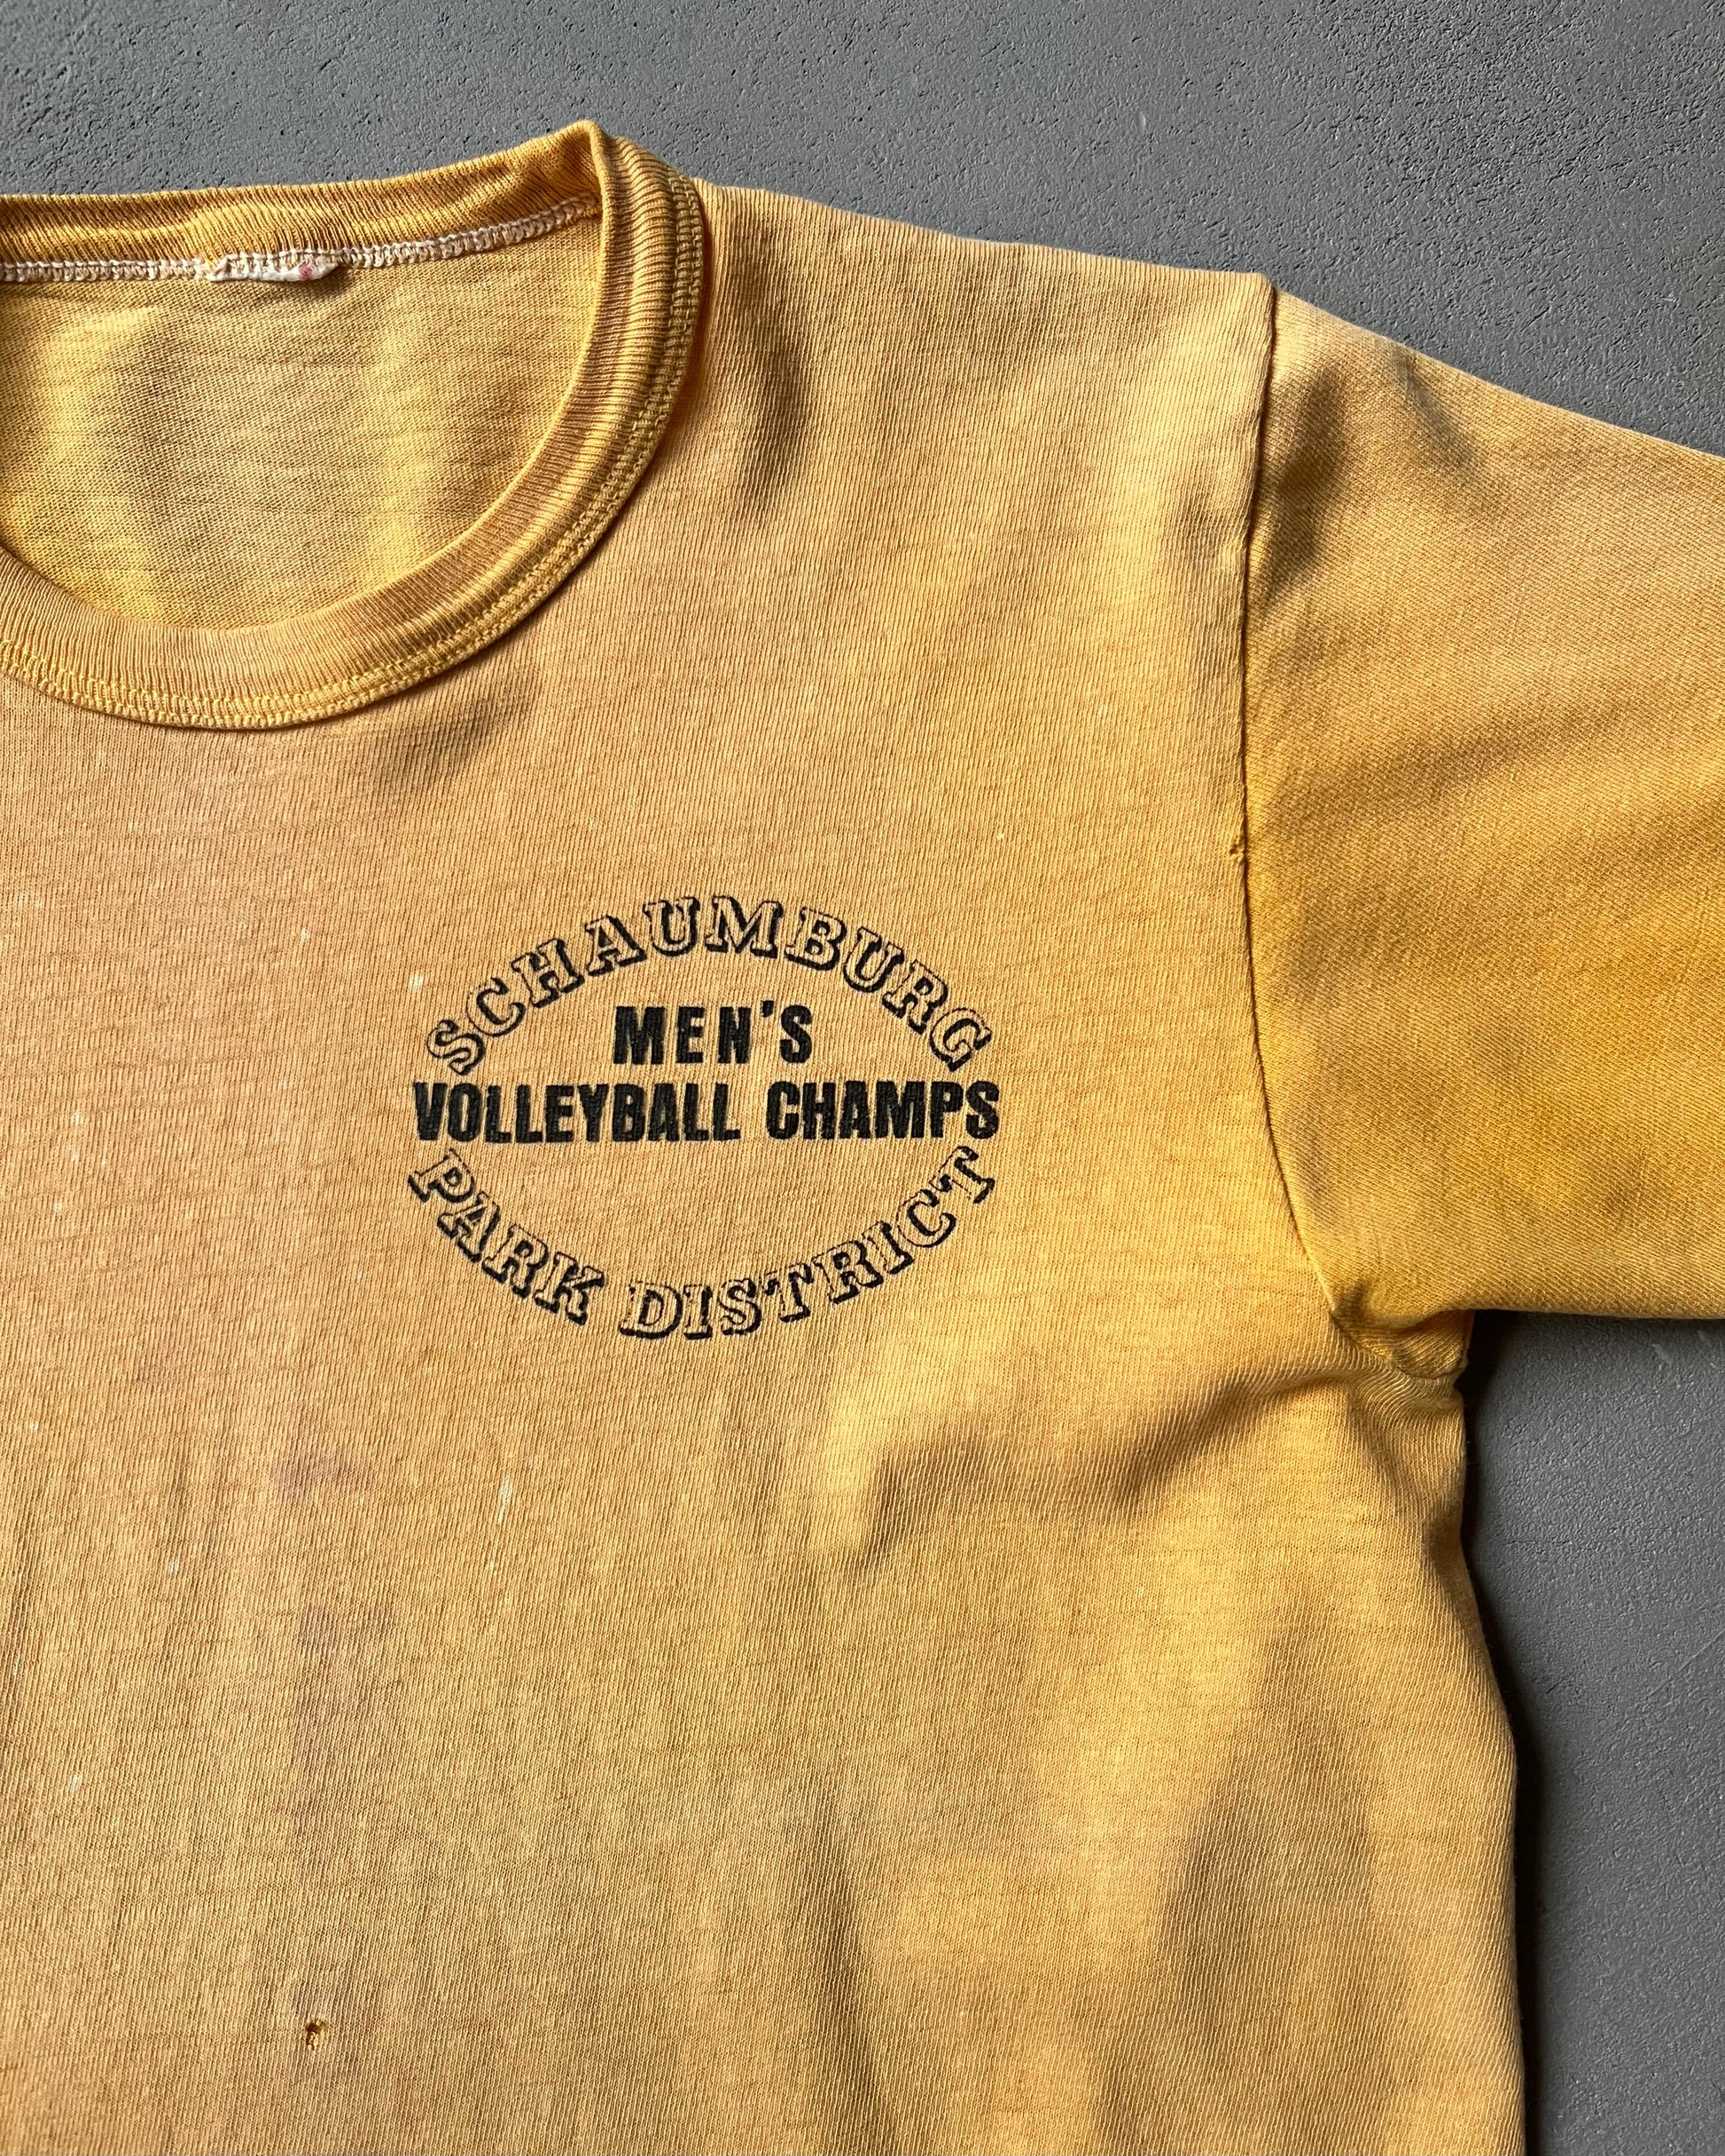 SCHAUMBURG
MEN'S
VOLLEYBALL CHAMPS
PARK DISTRICT